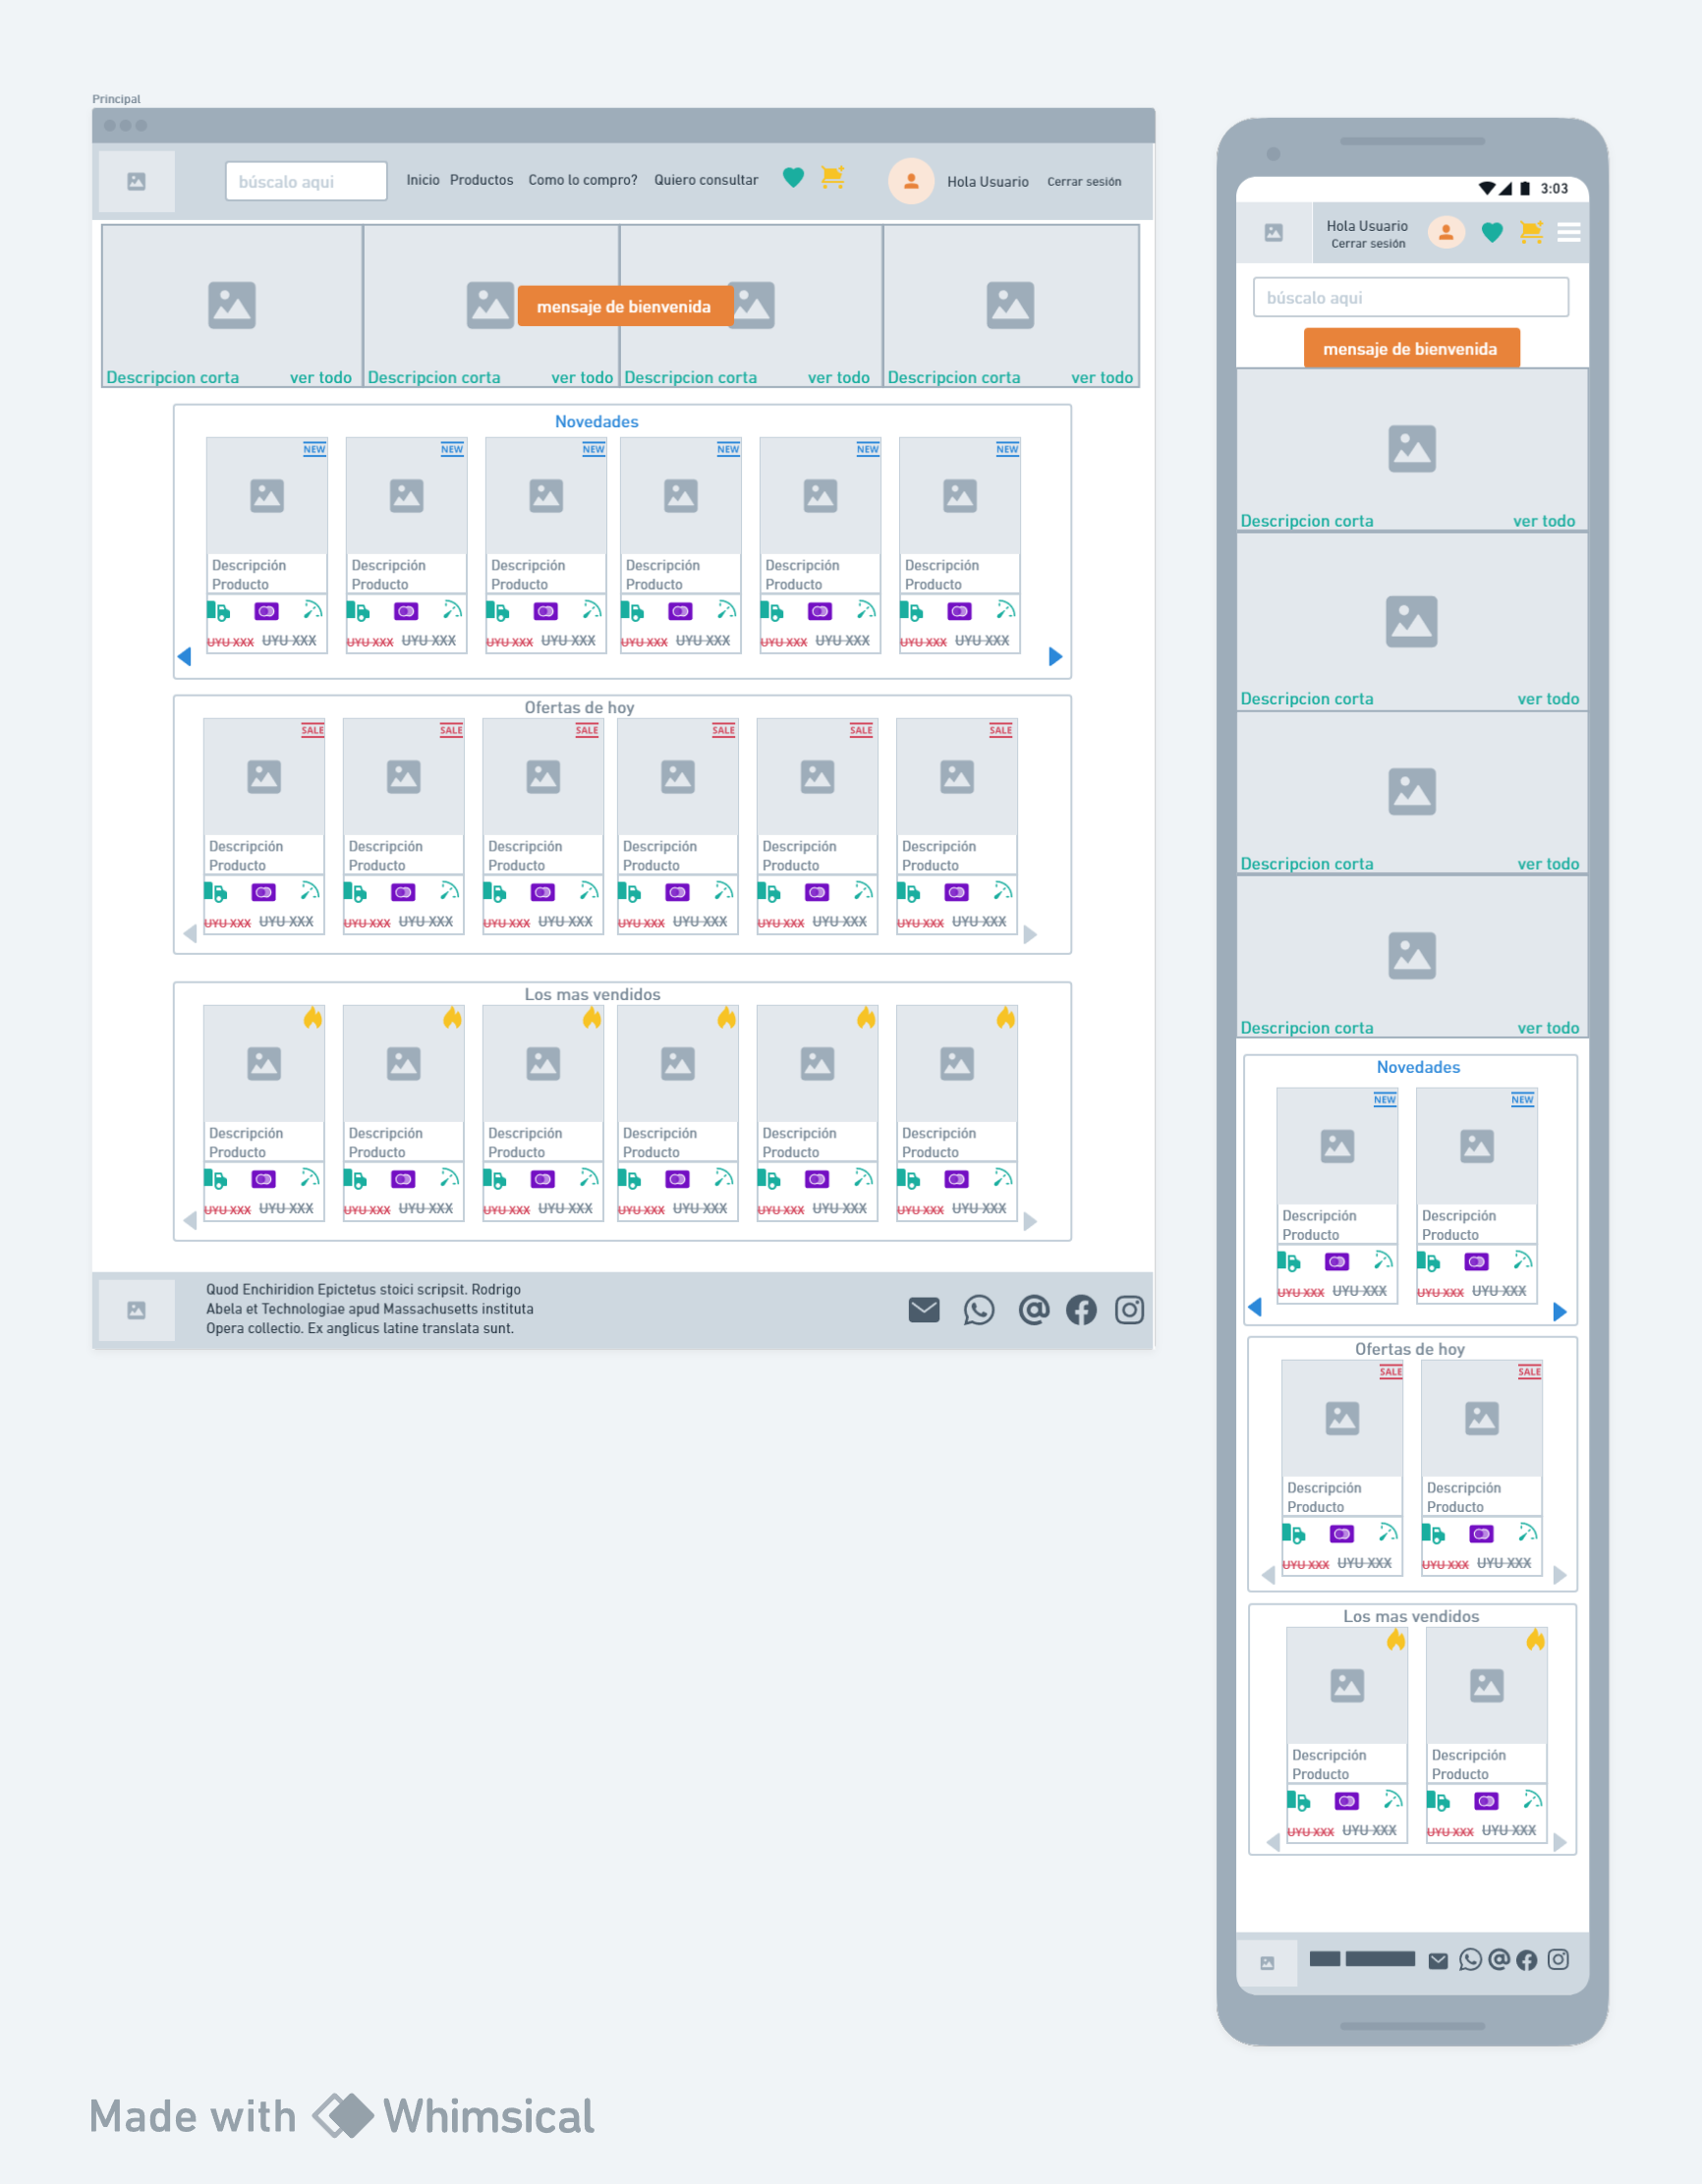 Principal
búscalo aqui
Inicio Productos Como lo compro? Quiero consultar
Hola Usuario Cerrar sesión
mensaje de bienvenida
Descripcion corta ver todo Descripcion corta ver todo Descripcion corta ver todo Descripcion corta ver todo
Novedades
NEW NEW NEW NEW NEW NEW
Descripción Descripción Descripción Descripción Descripción Descripción
Producto Producto Producto Producto Producto Producto
UYU XXX UYU XXX UYU XXX UYU XXX UYU XXX UYU XXX UYU XXX UYU XXX UYU XXX UYU XXX UYU XXX UYU XXX
Ofertas de hoy
SALE SALE SALE SALE SALE SALE
Descripción Descripción Descripción Descripción Descripción Descripción
Producto Producto Producto Producto Producto Producto
UYU XXX UYU XXX UYU XXX UYU XXX UYU XXX UYU XXX UYU XXX UYU XXX UYU XXX UYU XXX UYU XXX UYU XXX
Los mas vendidos
Descripción Descripción Descripción Descripción Descripción Descripción
Producto Producto Producto Producto Producto Producto
UYU XXX UYU XXX UYU XXX UYU XXX UYU XXX UYU XXX UYU XXX UYU XXX UYU XXX UYU XXX UYU XXX UYU XXX
Quod Enchiridion Epictetus stoici scripsit. Rodrigo
Abela et Technologiae apud Massachusetts instituta
Opera collectio. Ex anglicus latine translata sunt.
3:03
Hola Usuario
Cerrar sesión
búscalo aqui
mensaje de bienvenida
Descripcion corta ver todo
Descripcion corta ver todo
Descripcion corta ver todo
Descripcion corta ver todo
Novedades
NEW NEW
Descripción Descripción
Producto Producto
UYU XXX UYU XXX UYU XXX UYU XXX
Ofertas de hoy
SALE SALE
Descripción Descripción
Producto Producto
UYU XXX UYU XXX UYU XXX UYU XXX
Los mas vendidos
Descripción Descripción
Producto Producto
UYU XXX UYU XXX UYU XXX UYU XXX
Made with Whimsical